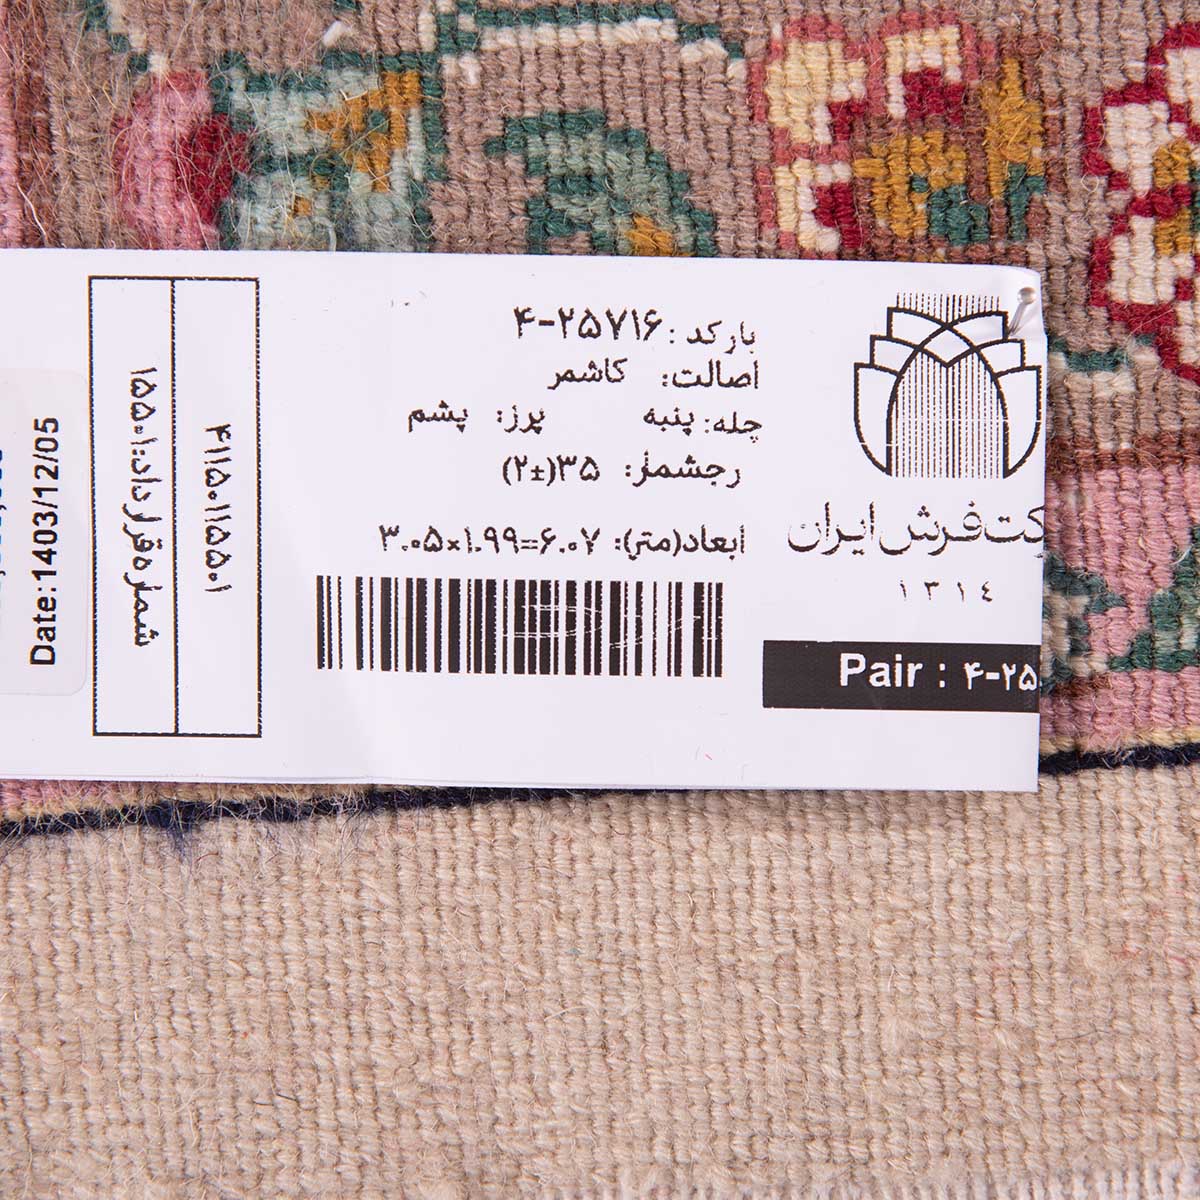 بارکد: ۴-۲۵۷۱۶
اصالت: کاشمر
چله: پنبه پرز: پشم
رجشمار: ۳۵(±۲)
ابعاد(متر): ۳.۰۵×۱.۹۹=۶.۰۷
فرش ایران
۱۳۱٤
Pair : ۴-۲۵
۴۱۱۵۰۱۱۵۵۰۱
شماره قرارداد:۱۵۵۰۱
Date:1403/12/05